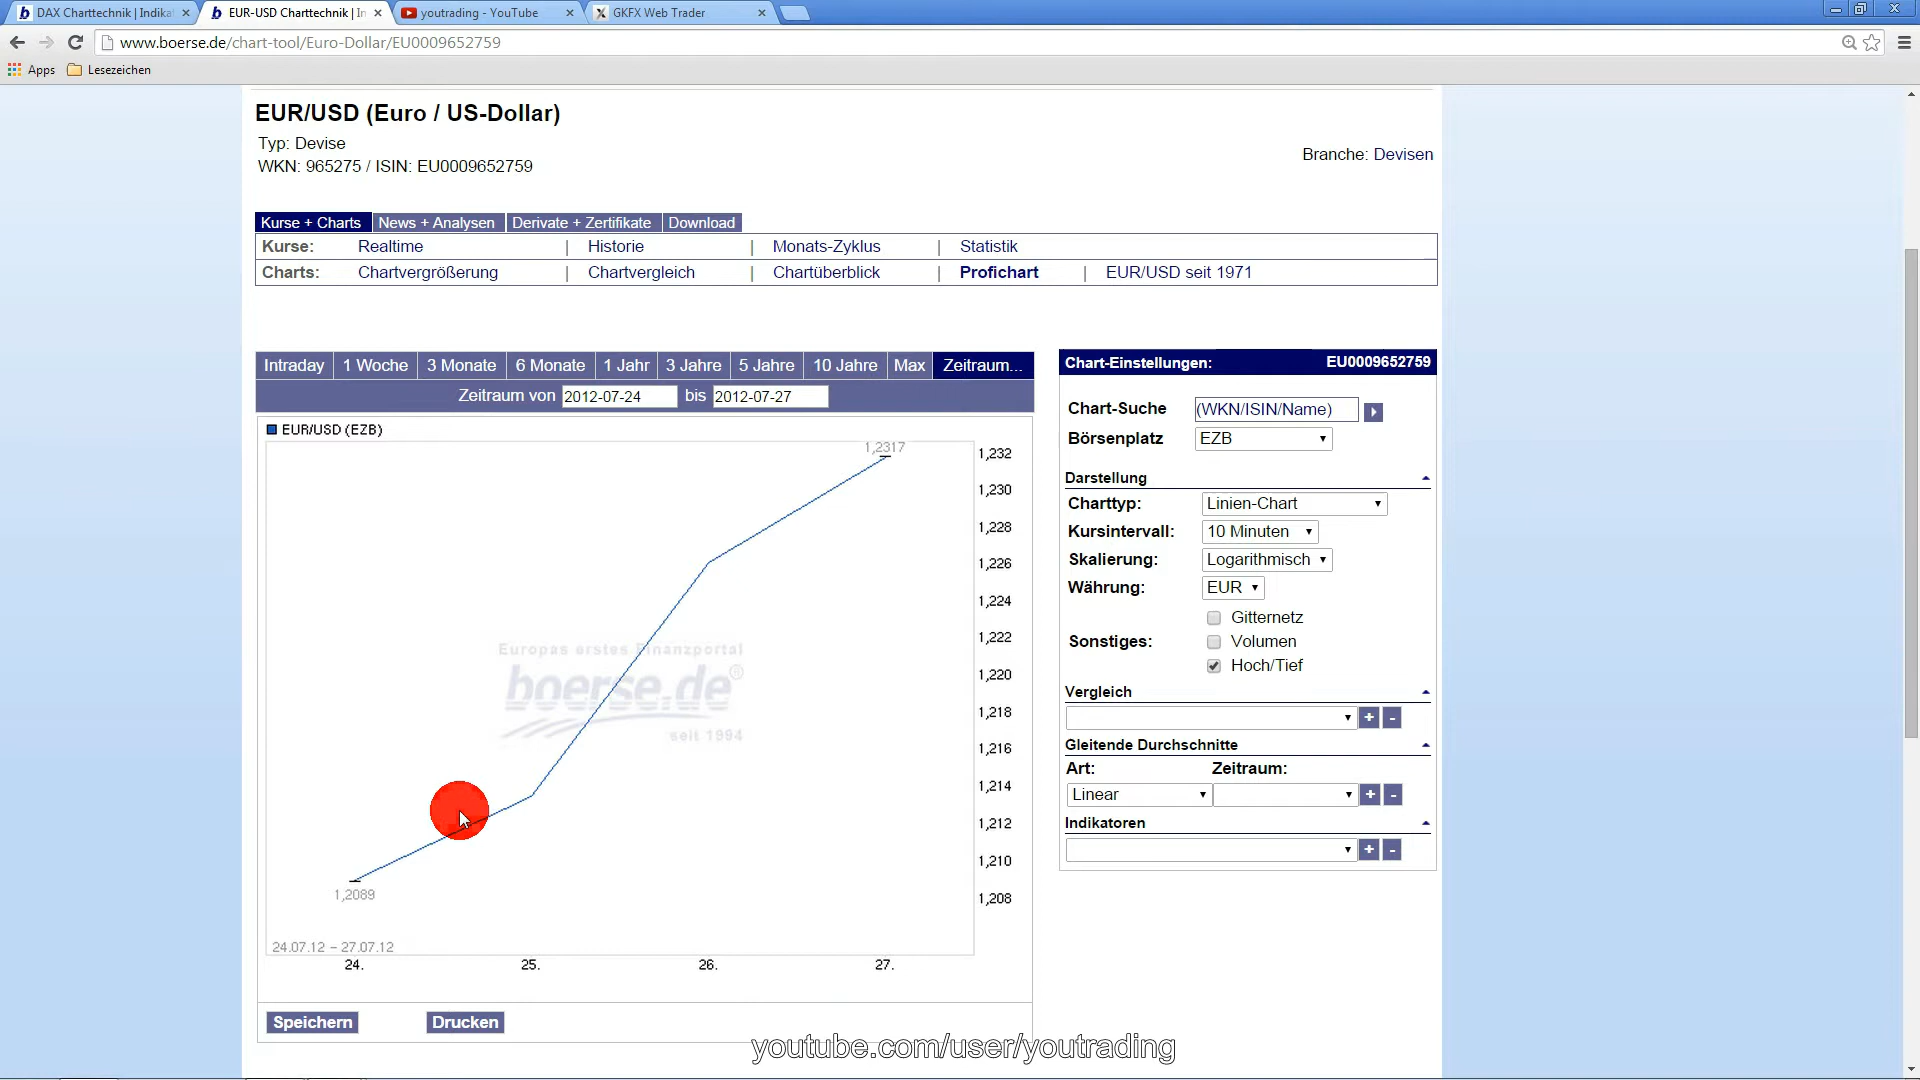 DAX Charttechnik | Indika
EUR-USD Charttechnik | In
youtrading - YouTube
GKFX Web Trader
www.boerse.de/chart-tool/Euro-Dollar/EU0009652759
Apps Lesezeichen
EUR/USD (Euro / US-Dollar)
Typ: Devise
WKN: 965275 / ISIN: EU0009652759
Branche: Devisen
Kurse + Charts News + Analysen Derivate + Zertifikate Download
Kurse: Realtime | Historie | Monats-Zyklus | Statistik
Charts: Chartvergrößerung | Chartvergleich | Chartüberblick | Profichart | EUR/USD seit 1971
Intraday 1 Woche 3 Monate 6 Monate 1 Jahr 3 Jahre 5 Jahre 10 Jahre Max Zeitraum...
Zeitraum von 2012-07-24 bis 2012-07-27
EUR/USD (EZB)
1,2317
1,232
1,230
1,228
1,226
1,224
1,222
1,220
1,218
1,216
1,214
1,212
1,210
1,208
Europas erstes Finanzportal
boerse.de®
seit 1994
1,2089
24.07.12 – 27.07.12
24. 25. 26. 27.
Speichern Drucken
Chart-Einstellungen: EU0009652759
Chart-Suche (WKN/ISIN/Name)
Börsenplatz EZB
Darstellung
Charttyp: Linien-Chart
Kursintervall: 10 Minuten
Skalierung: Logarithmisch
Währung: EUR
Gitternetz
Sonstiges: Volumen
Hoch/Tief
Vergleich
+ -
Gleitende Durchschnitte
Art: Zeitraum:
Linear + -
Indikatoren
+ -
youtube.com/user/youtrading